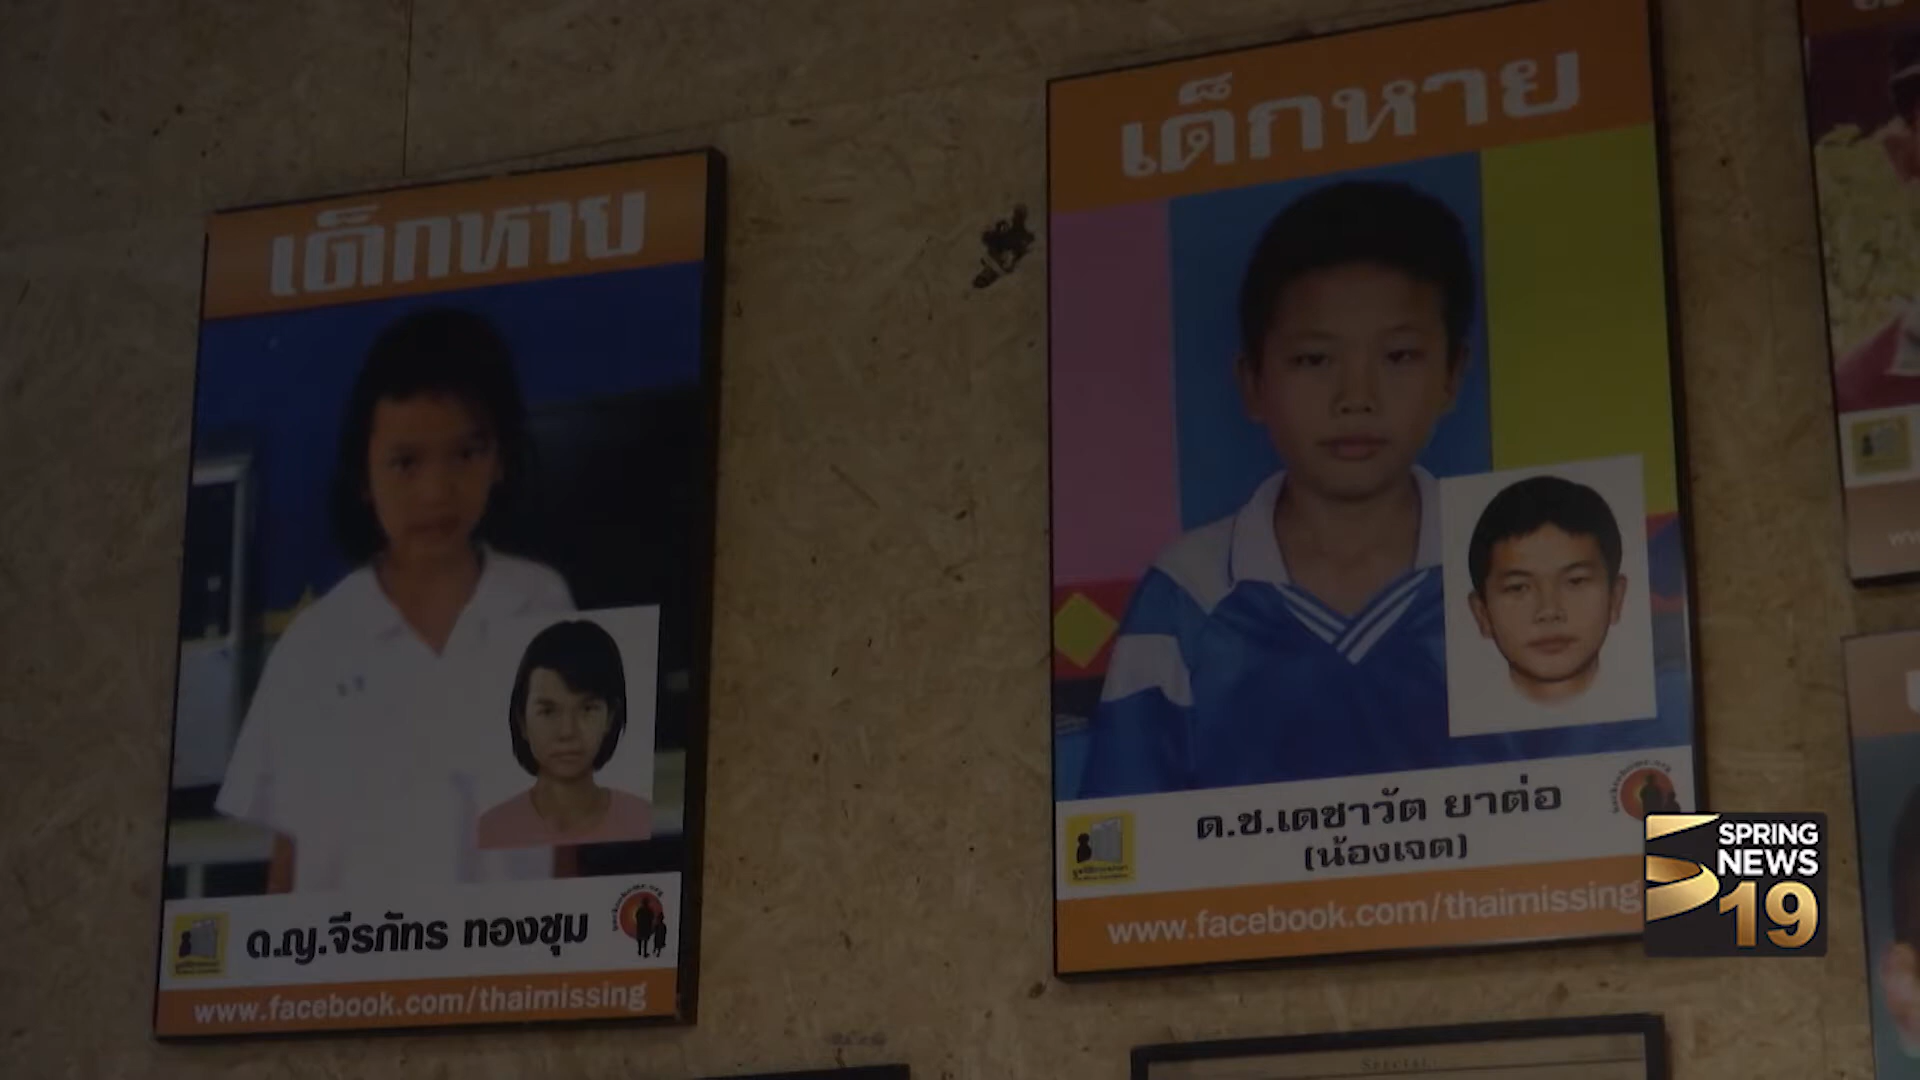 เด็กหาย
ด.ญ.จีรภัทร ทองชุม
www.facebook.com/thaimissing
เด็กหาย
ด.ช.เดชาวัต ยาต่อ
(น้องเจต)
www.facebook.com/thaimissing
backtohome.org
SPRING
NEWS
19